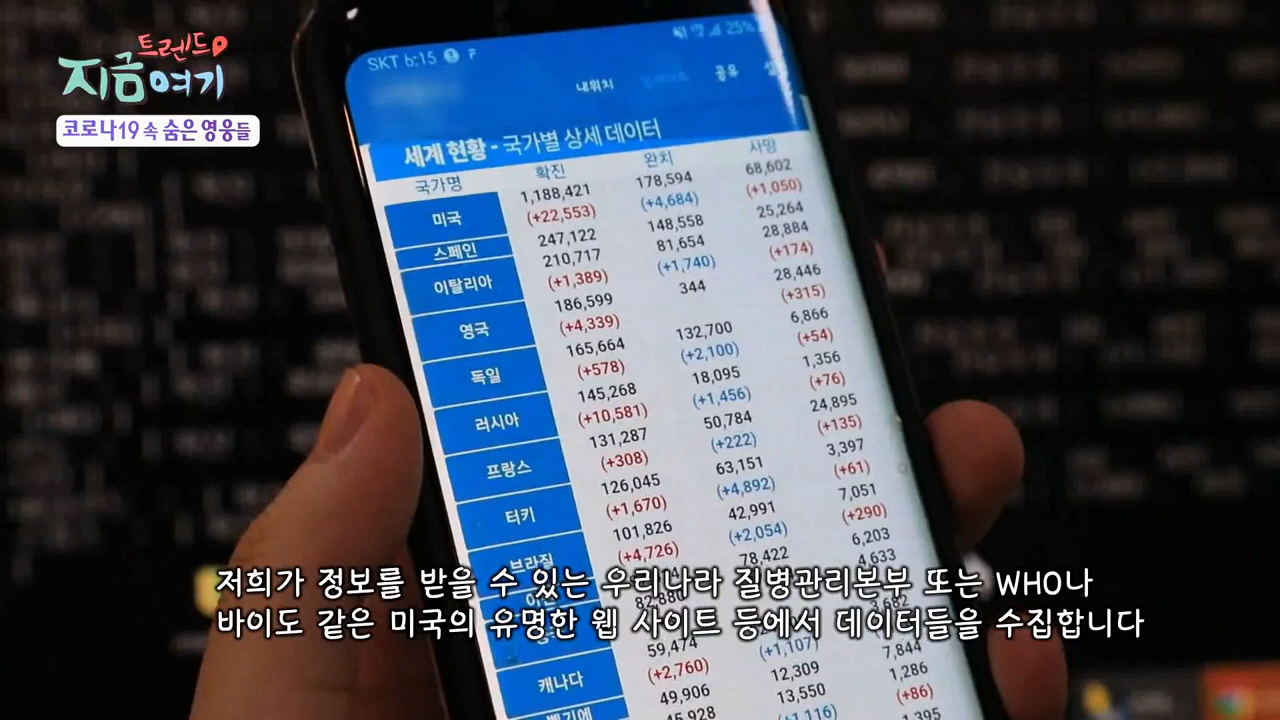 트렌드
지금여기
코로나19 속 숨은 영웅들
SKT 6:15
25%
내위치
공유
세계 현황 - 국가별 상세 데이터
국가명 확진 완치 사망
미국 1,188,421 178,594 68,602
(+22,553) (+4,684) (+1,050)
스페인 247,122 148,558 25,264
이탈리아 210,717 81,654 28,884
(+1,389) (+1,740) (+174)
영국 186,599 344 28,446
(+4,339) (+315)
독일 165,664 132,700 6,866
(+578) (+2,100) (+54)
러시아 145,268 18,095 1,356
(+10,581) (+1,456) (+76)
프랑스 131,287 50,784 24,895
(+308) (+222) (+135)
터키 126,045 63,151 3,397
(+1,670) (+4,892) (+61)
브라질 101,826 42,991 7,051
(+4,726) (+2,054) (+290)
78,422 6,203
4,633
캐나다 59,474
(+2,760) (+1,107)
벨기에 49,906 12,309 7,844
13,550 1,286
(+1,116) (+86)
45,928 1,395
저희가 정보를 받을 수 있는 우리나라 질병관리본부 또는 WHO나
바이도 같은 미국의 유명한 웹 사이트 등에서 데이터들을 수집합니다